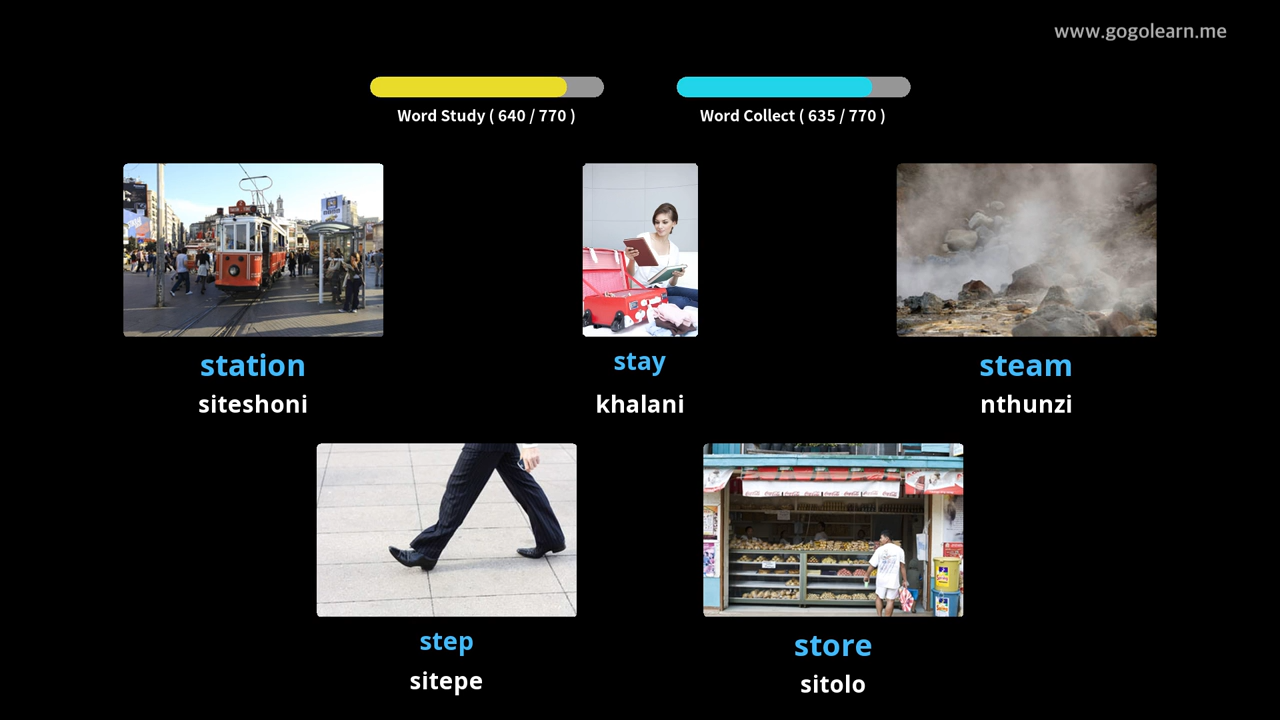 www.gogolearn.me
Word Study ( 640 / 770 )
Word Collect ( 635 / 770 )
station
siteshoni
stay
khalani
steam
nthunzi
step
sitepe
store
sitolo